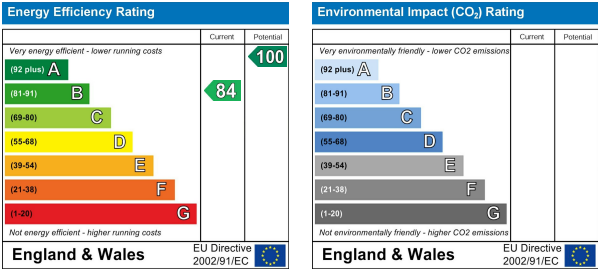 Energy Efficiency Rating
Current Potential
Very energy efficient - lower running costs
(92 plus) A
(81-91) B
(69-80) C
(55-68) D
(39-54) E
(21-38) F
(1-20) G
84
100
Not energy efficient - higher running costs
England & Wales
EU Directive
2002/91/EC
Environmental Impact (CO₂) Rating
Current Potential
Very environmentally friendly - lower CO2 emissions
(92 plus) A
(81-91) B
(69-80) C
(55-68) D
(39-54) E
(21-38) F
(1-20) G
Not environmentally friendly - higher CO2 emissions
England & Wales
EU Directive
2002/91/EC